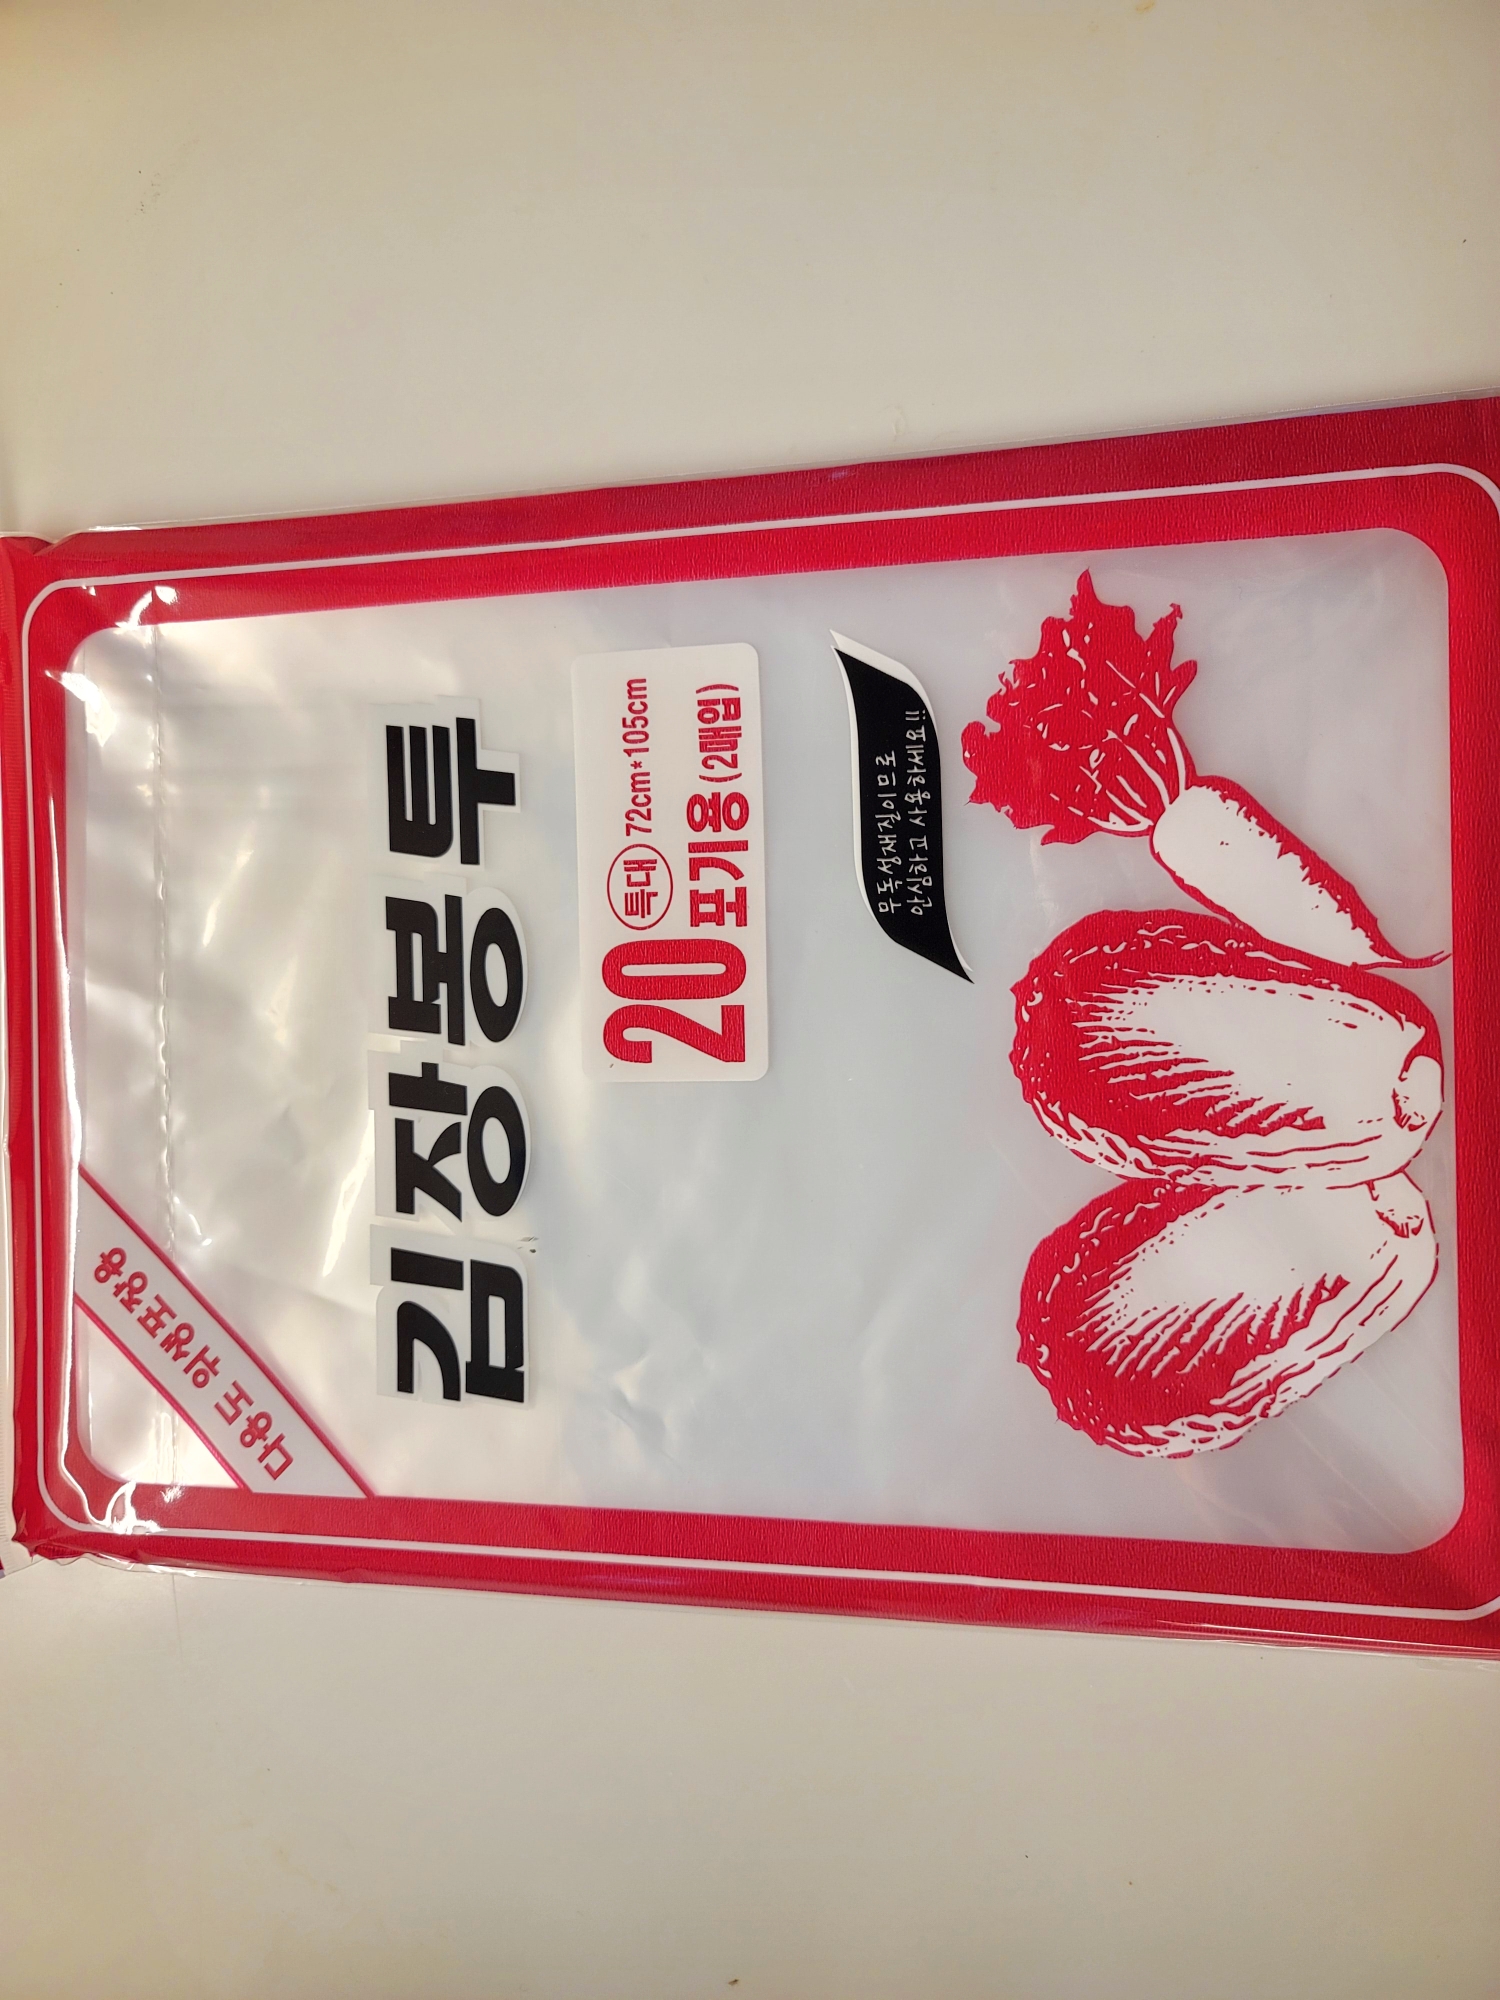 다용도 위생포장용
김장봉투
특대 72cm*105cm
20포기용(2매입)
무독성재질이므로
안심하고 사용하세요!!